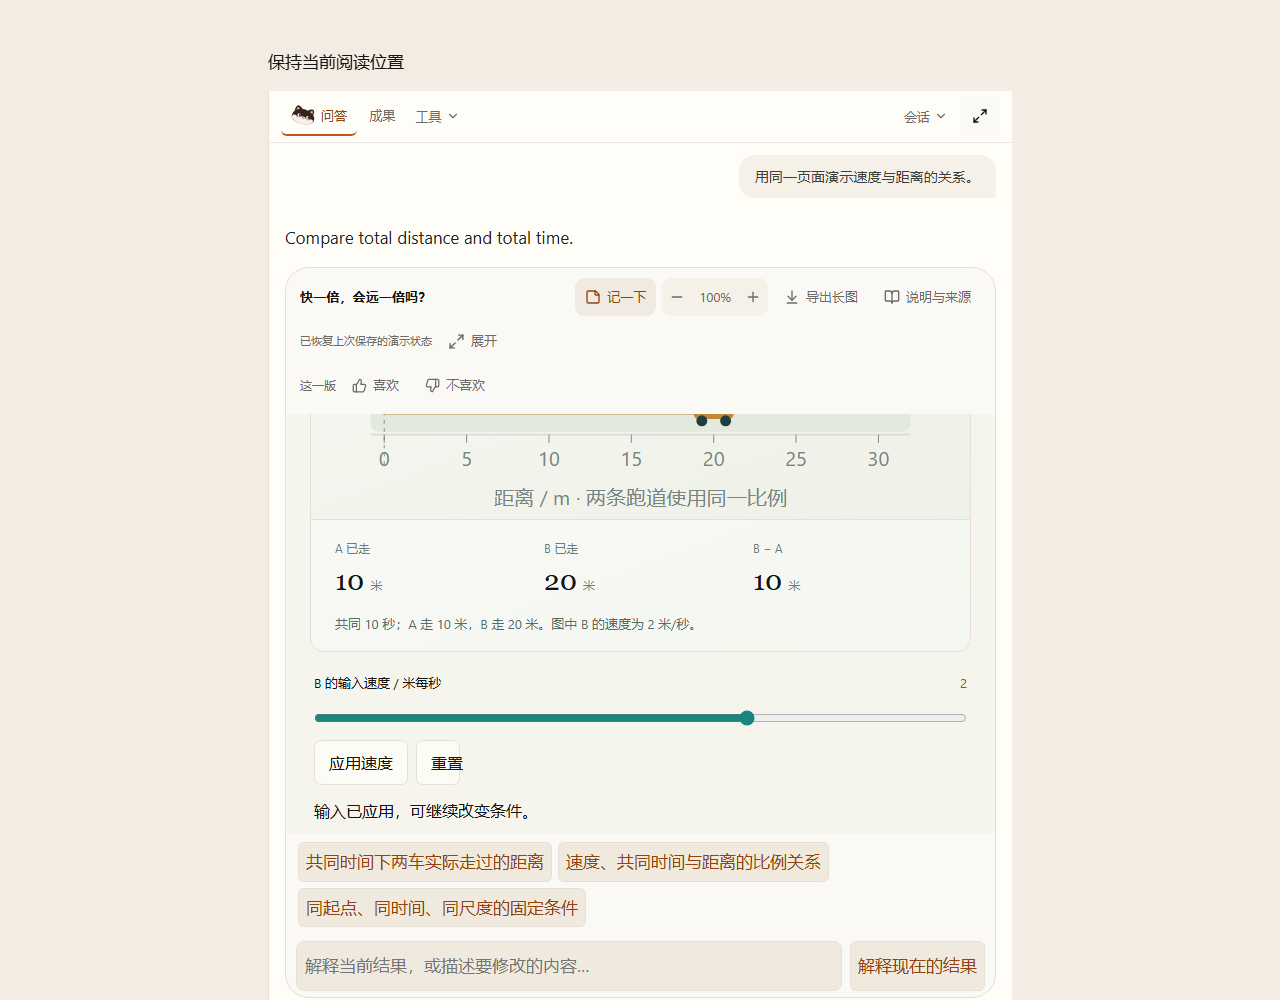 保持当前阅读位置
问答 成果 工具 会话
用同一页面演示速度与距离的关系。
Compare total distance and total time.
快一倍，会远一倍吗？ 记一下 − 100% + 导出长图 说明与来源
已恢复上次保存的演示状态 展开
这一版 喜欢 不喜欢
0 5 10 15 20 25 30
距离 / m · 两条跑道使用同一比例
A 已走 B 已走 B − A
10 米 20 米 10 米
共同 10 秒；A 走 10 米，B 走 20 米。图中 B 的速度为 2 米/秒。
B 的输入速度 / 米每秒 2
应用速度 重置
输入已应用，可继续改变条件。
共同时间下两车实际走过的距离 速度、共同时间与距离的比例关系
同起点、同时间、同尺度的固定条件
解释当前结果，或描述要修改的内容... 解释现在的结果